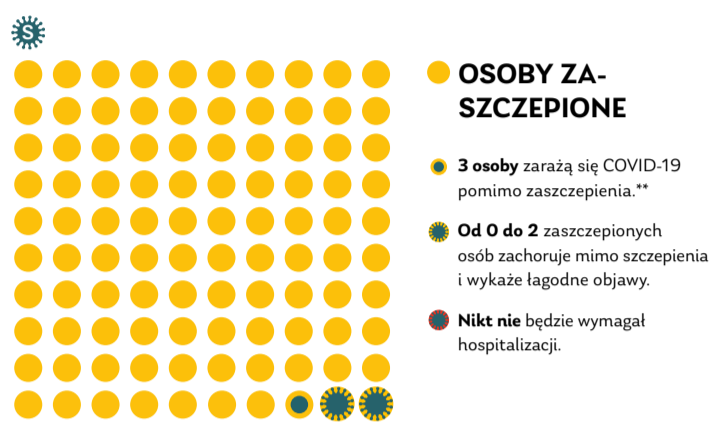 S
OSOBY ZA-
SZCZEPIONE
3 osoby zarażą się COVID-19
pomimo zaszczepienia.**
Od 0 do 2 zaszczepionych
osób zachoruje mimo szczepienia
i wykaże łagodne objawy.
Nikt nie będzie wymagał
hospitalizacji.